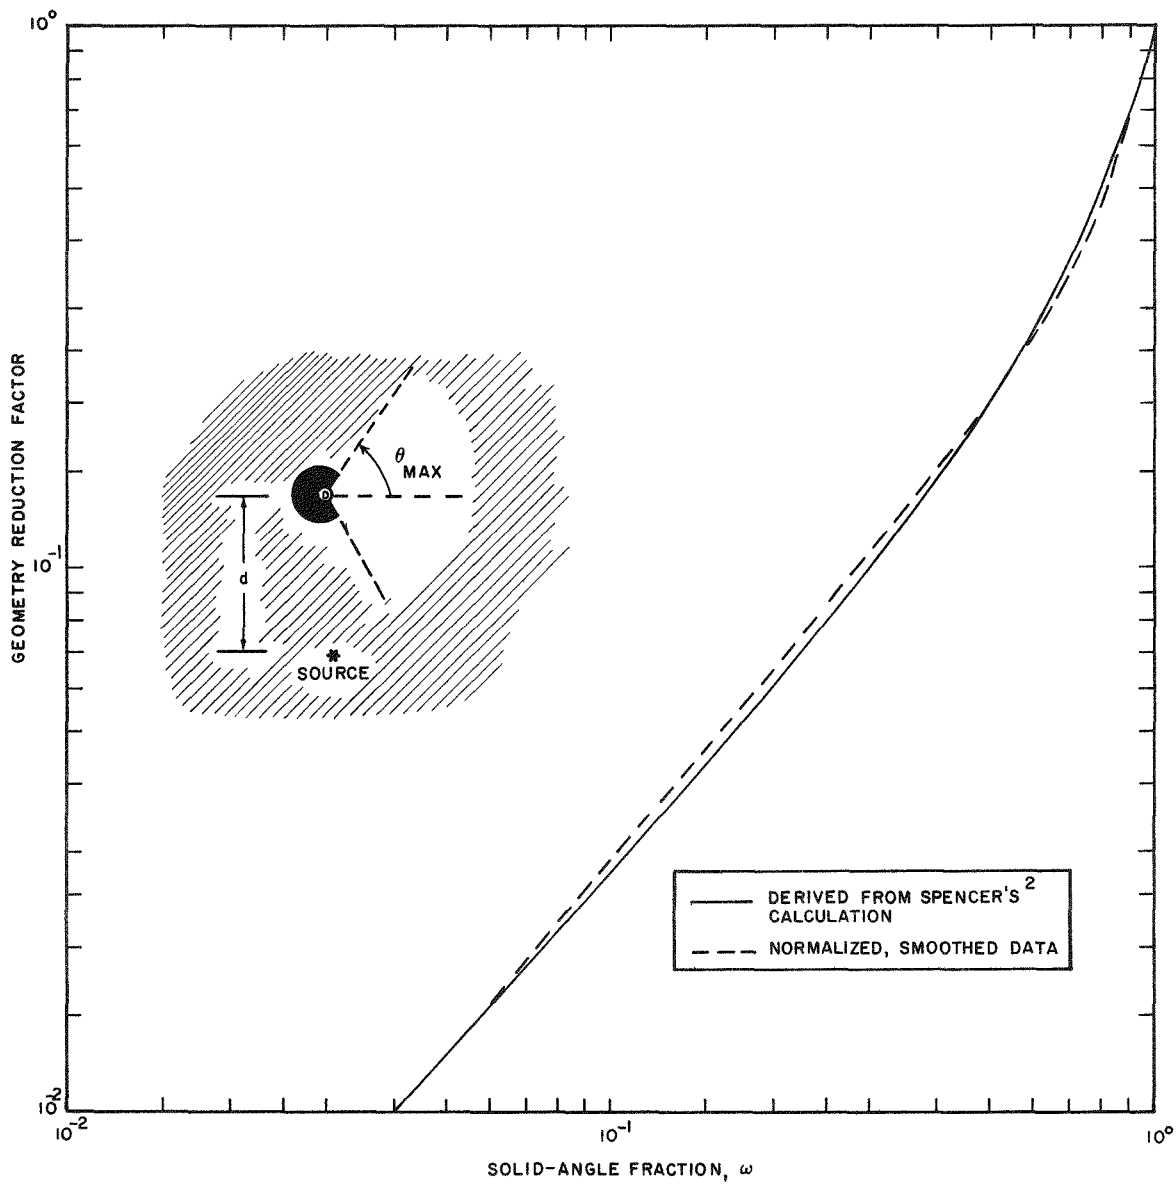 10⁰
GEOMETRY REDUCTION FACTOR
10⁻¹
10⁻²
θ
MAX
D
d
*
SOURCE
DERIVED FROM SPENCER'S ²
CALCULATION
NORMALIZED, SMOOTHED DATA
10⁻²
10⁻¹
10⁰
SOLID-ANGLE FRACTION, ω